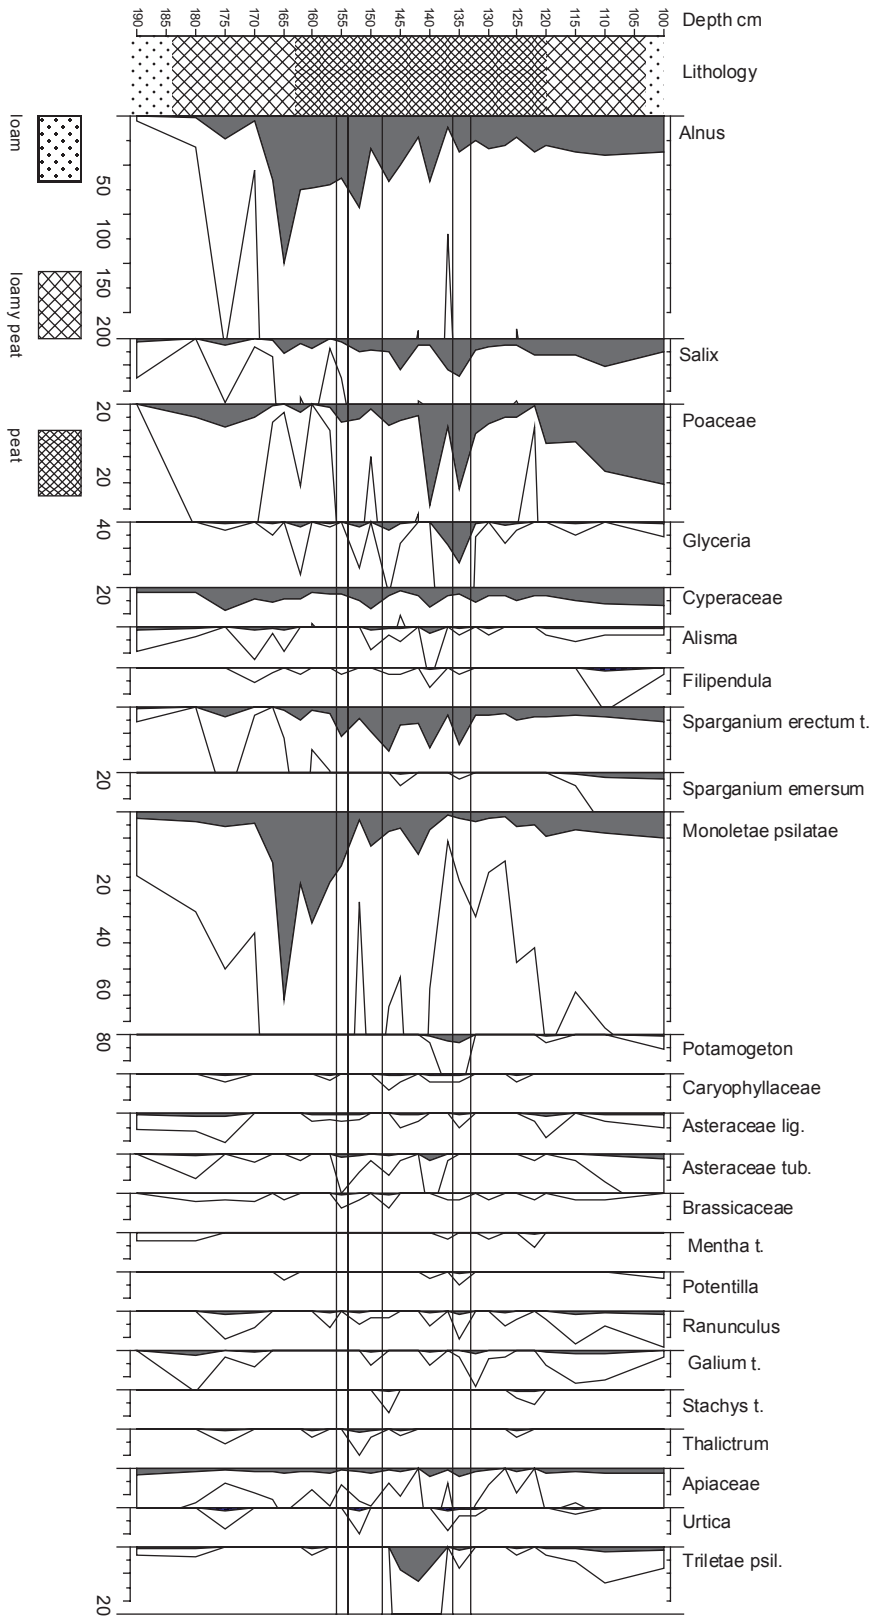 190 185 180 175 170 165 160 155 150 145 140 135 130 125 120 115 110 105 100
Depth cm
Lithology
loam
loamy peat
peat
Alnus
50
100
150
200
Salix
20
Poaceae
20
40
Glyceria
20
Cyperaceae
Alisma
Filipendula
Sparganium erectum t.
20
Sparganium emersum
Monoletae psilatae
20
40
60
80
Potamogeton
Caryophyllaceae
Asteraceae lig.
Asteraceae tub.
Brassicaceae
Mentha t.
Potentilla
Ranunculus
Galium t.
Stachys t.
Thalictrum
Apiaceae
Urtica
Triletae psil.
20